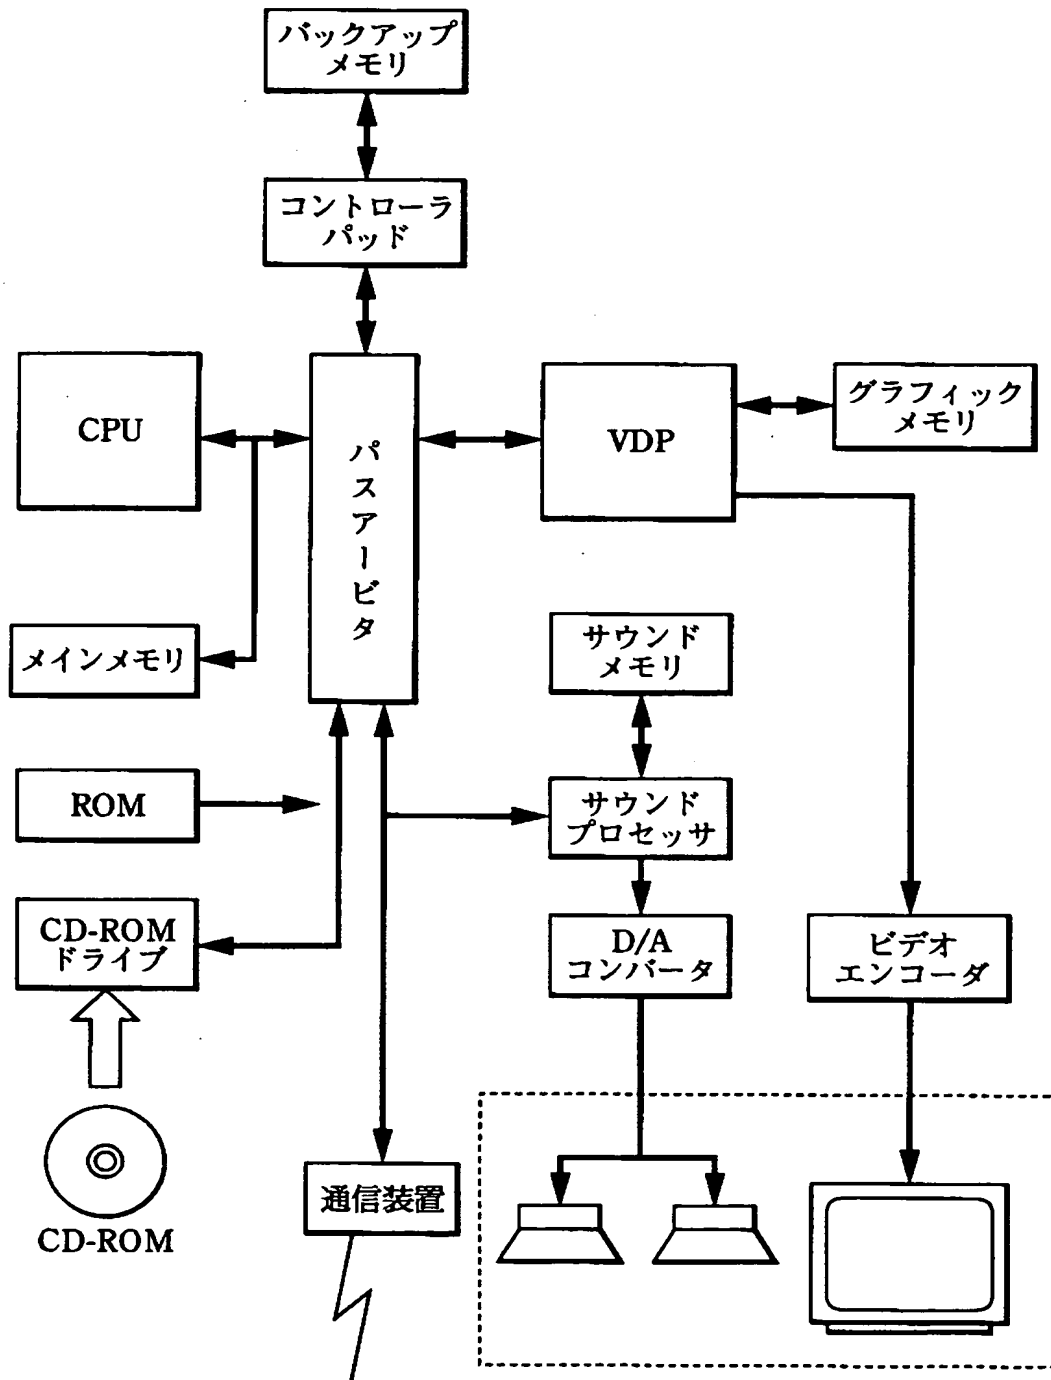 バックアップ
メモリ
コントローラ
パッド
CPU
バスアービタ
VDP
グラフィック
メモリ
メインメモリ
サウンド
メモリ
ROM
サウンド
プロセッサ
CD-ROM
ドライブ
D/A
コンバータ
ビデオ
エンコーダ
通信装置
CD-ROM